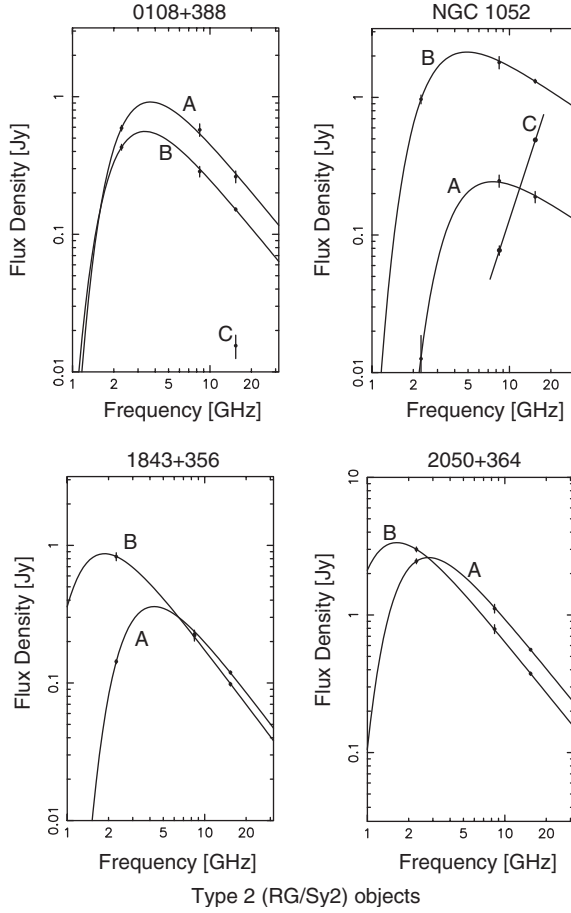 0108+388
NGC 1052
Flux Density [Jy]
1
0.1
0.01
A
B
C
2
5
10
20
Frequency [GHz]
Flux Density [Jy]
1
0.1
0.01
B
C
A
1
2
5
10
20
Frequency [GHz]
1843+356
2050+364
Flux Density [Jy]
1
0.1
0.01
B
A
1
2
5
10
20
Frequency [GHz]
Flux Density [Jy]
10
1
0.1
B
A
1
2
5
10
20
Frequency [GHz]
Type 2 (RG/Sy2) objects